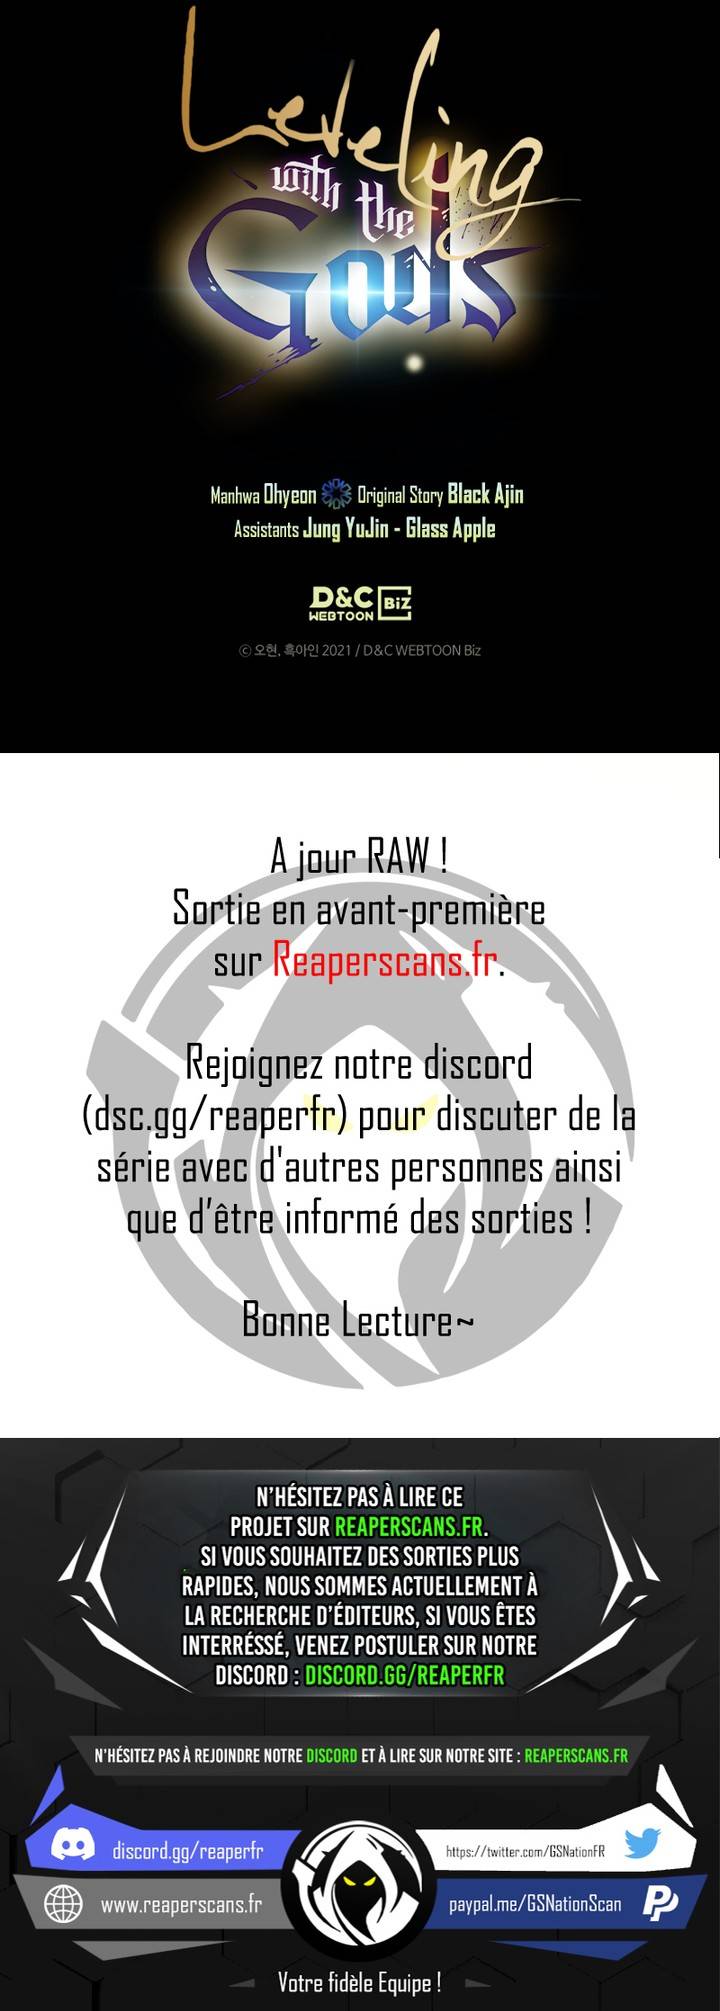 Leveling
with the
Gods
Manhwa Ohyeon Original Story Black Ajin
Assistants Jung YuJin - Glass Apple
D&C
WEBTOON BiZ
ⓒ 오현, 흑아인 2021 / D&C WEBTOON Biz
A jour RAW !
Sortie en avant-première
sur Reaperscans.fr.
Rejoignez notre discord
(dsc.gg/reaperfr) pour discuter de la
série avec d'autres personnes ainsi
que d’être informé des sorties !
Bonne Lecture~
N’HÉSITEZ PAS À LIRE CE
PROJET SUR REAPERSCANS.FR.
SI VOUS SOUHAITEZ DES SORTIES PLUS
RAPIDES, NOUS SOMMES ACTUELLEMENT À
LA RECHERCHE D’ÉDITEURS, SI VOUS ÊTES
INTERRÉSSÉ, VENEZ POSTULER SUR NOTRE
DISCORD : DISCORD.GG/REAPERFR
N’HÉSITEZ PAS À REJOINDRE NOTRE DISCORD ET À LIRE SUR NOTRE SITE : REAPERSCANS.FR
discord.gg/reaperfr
https://twitter.com/GSNationFR
www.reaperscans.fr
paypal.me/GSNationScan
Votre fidèle Equipe !